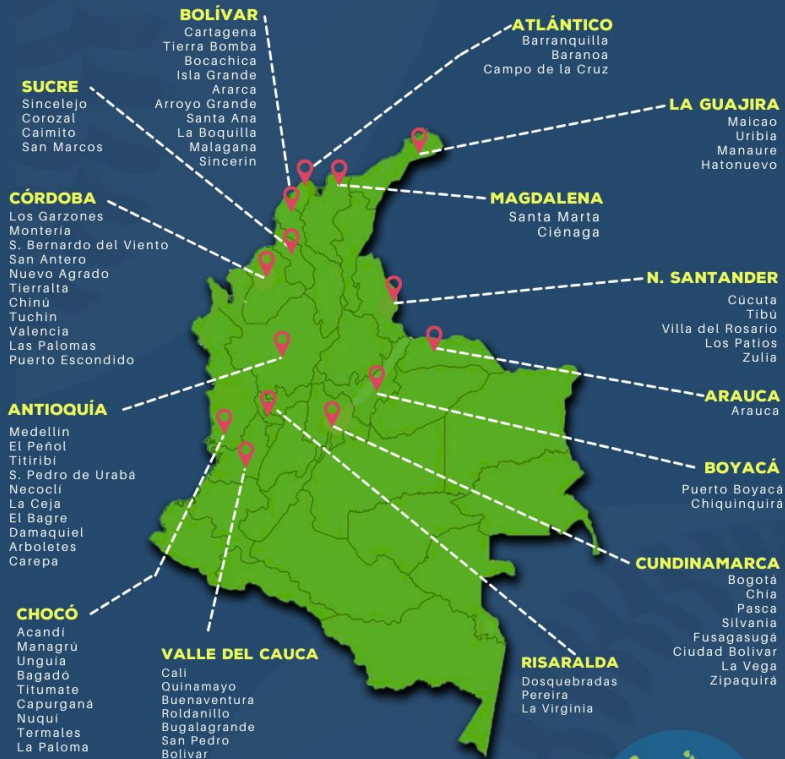 BOLÍVAR
Cartagena
Tierra Bomba
Bocachica
Isla Grande
Ararca
Arroyo Grande
Santa Ana
La Boquilla
Malagana
Sincerin
ATLÁNTICO
Barranquilla
Baranoa
Campo de la Cruz
SUCRE
Sincelejo
Corozal
Caimito
San Marcos
LA GUAJIRA
Maicao
Uribia
Manaure
Hatonuevo
CÓRDOBA
Los Garzones
Montería
S. Bernardo del Viento
San Antero
Nuevo Agrado
Tierralta
Chinú
Tuchin
Valencia
Las Palomas
Puerto Escondido
MAGDALENA
Santa Marta
Ciénaga
N. SANTANDER
Cúcuta
Tibú
Villa del Rosario
Los Patios
Zulia
ANTIOQUÍA
Medellín
El Peñol
Titiribí
S. Pedro de Urabá
Necoclí
La Ceja
El Bagre
Damaquiel
Arboletes
Carepa
ARAUCA
Arauca
BOYACÁ
Puerto Boyacá
Chiquinquirá
CUNDINAMARCA
Bogotá
Chía
Pasca
Silvania
Fusagasugá
Ciudad Bolivar
La Vega
Zipaquirá
CHOCÓ
Acandí
Managrú
Unguía
Bagadó
Titumate
Capurganá
Nuquí
Termales
La Paloma
VALLE DEL CAUCA
Cali
Quinamayo
Buenaventura
Roldanillo
Bugalagrande
San Pedro
Bolivar
RISARALDA
Dosquebradas
Pereira
La Virginia